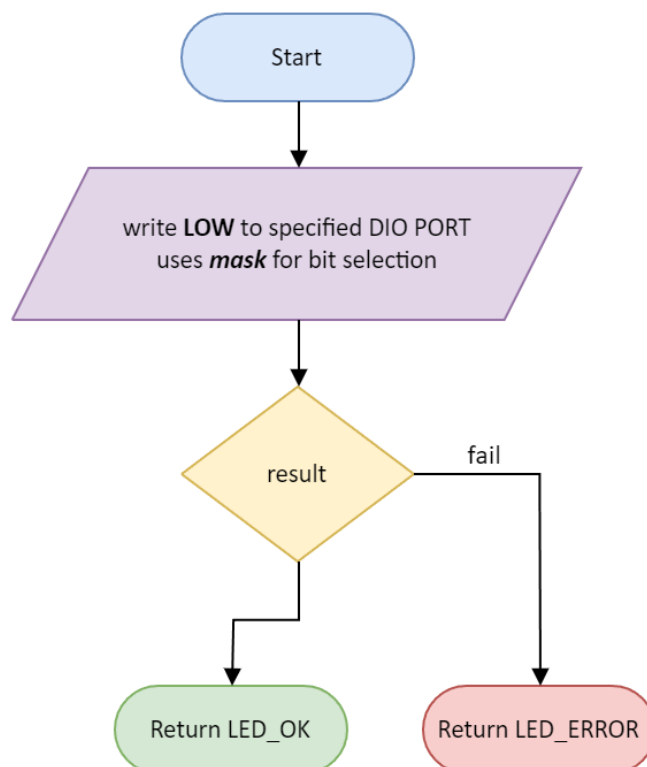 Start
write LOW to specified DIO PORT
uses mask for bit selection
result
fail
Return LED_OK
Return LED_ERROR